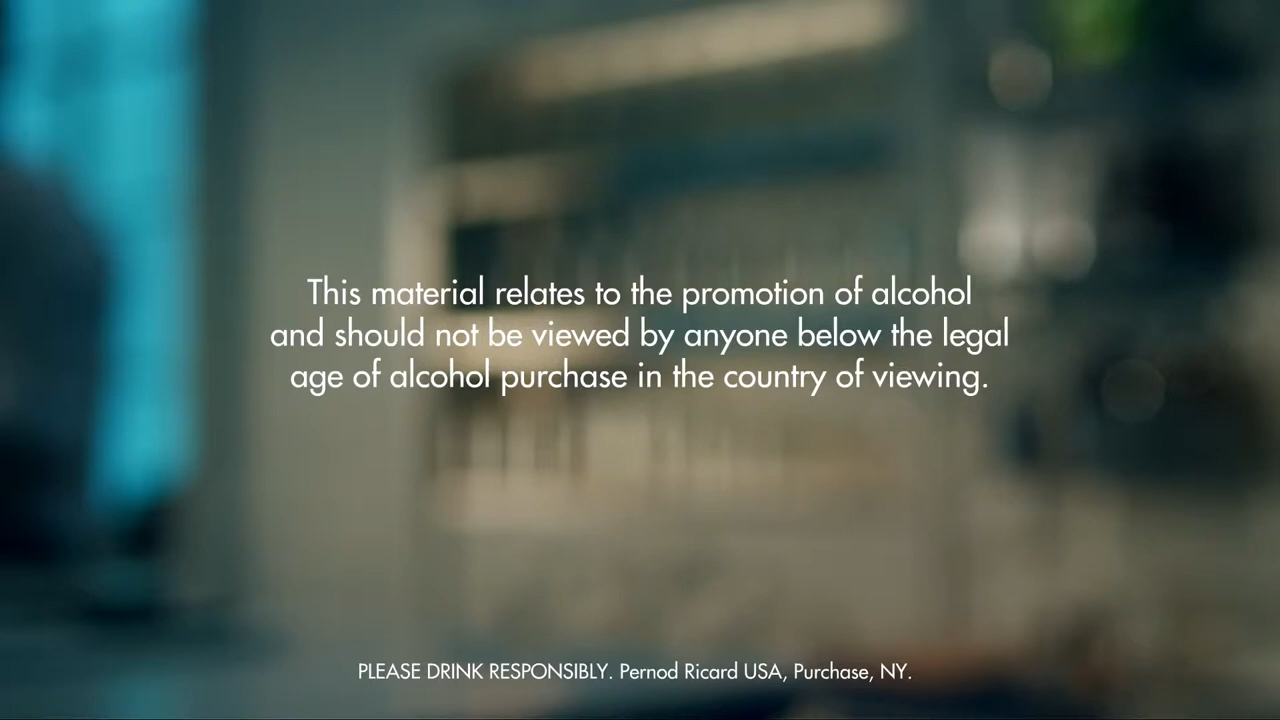 This material relates to the promotion of alcohol
and should not be viewed by anyone below the legal
age of alcohol purchase in the country of viewing.
PLEASE DRINK RESPONSIBLY. Pernod Ricard USA, Purchase, NY.